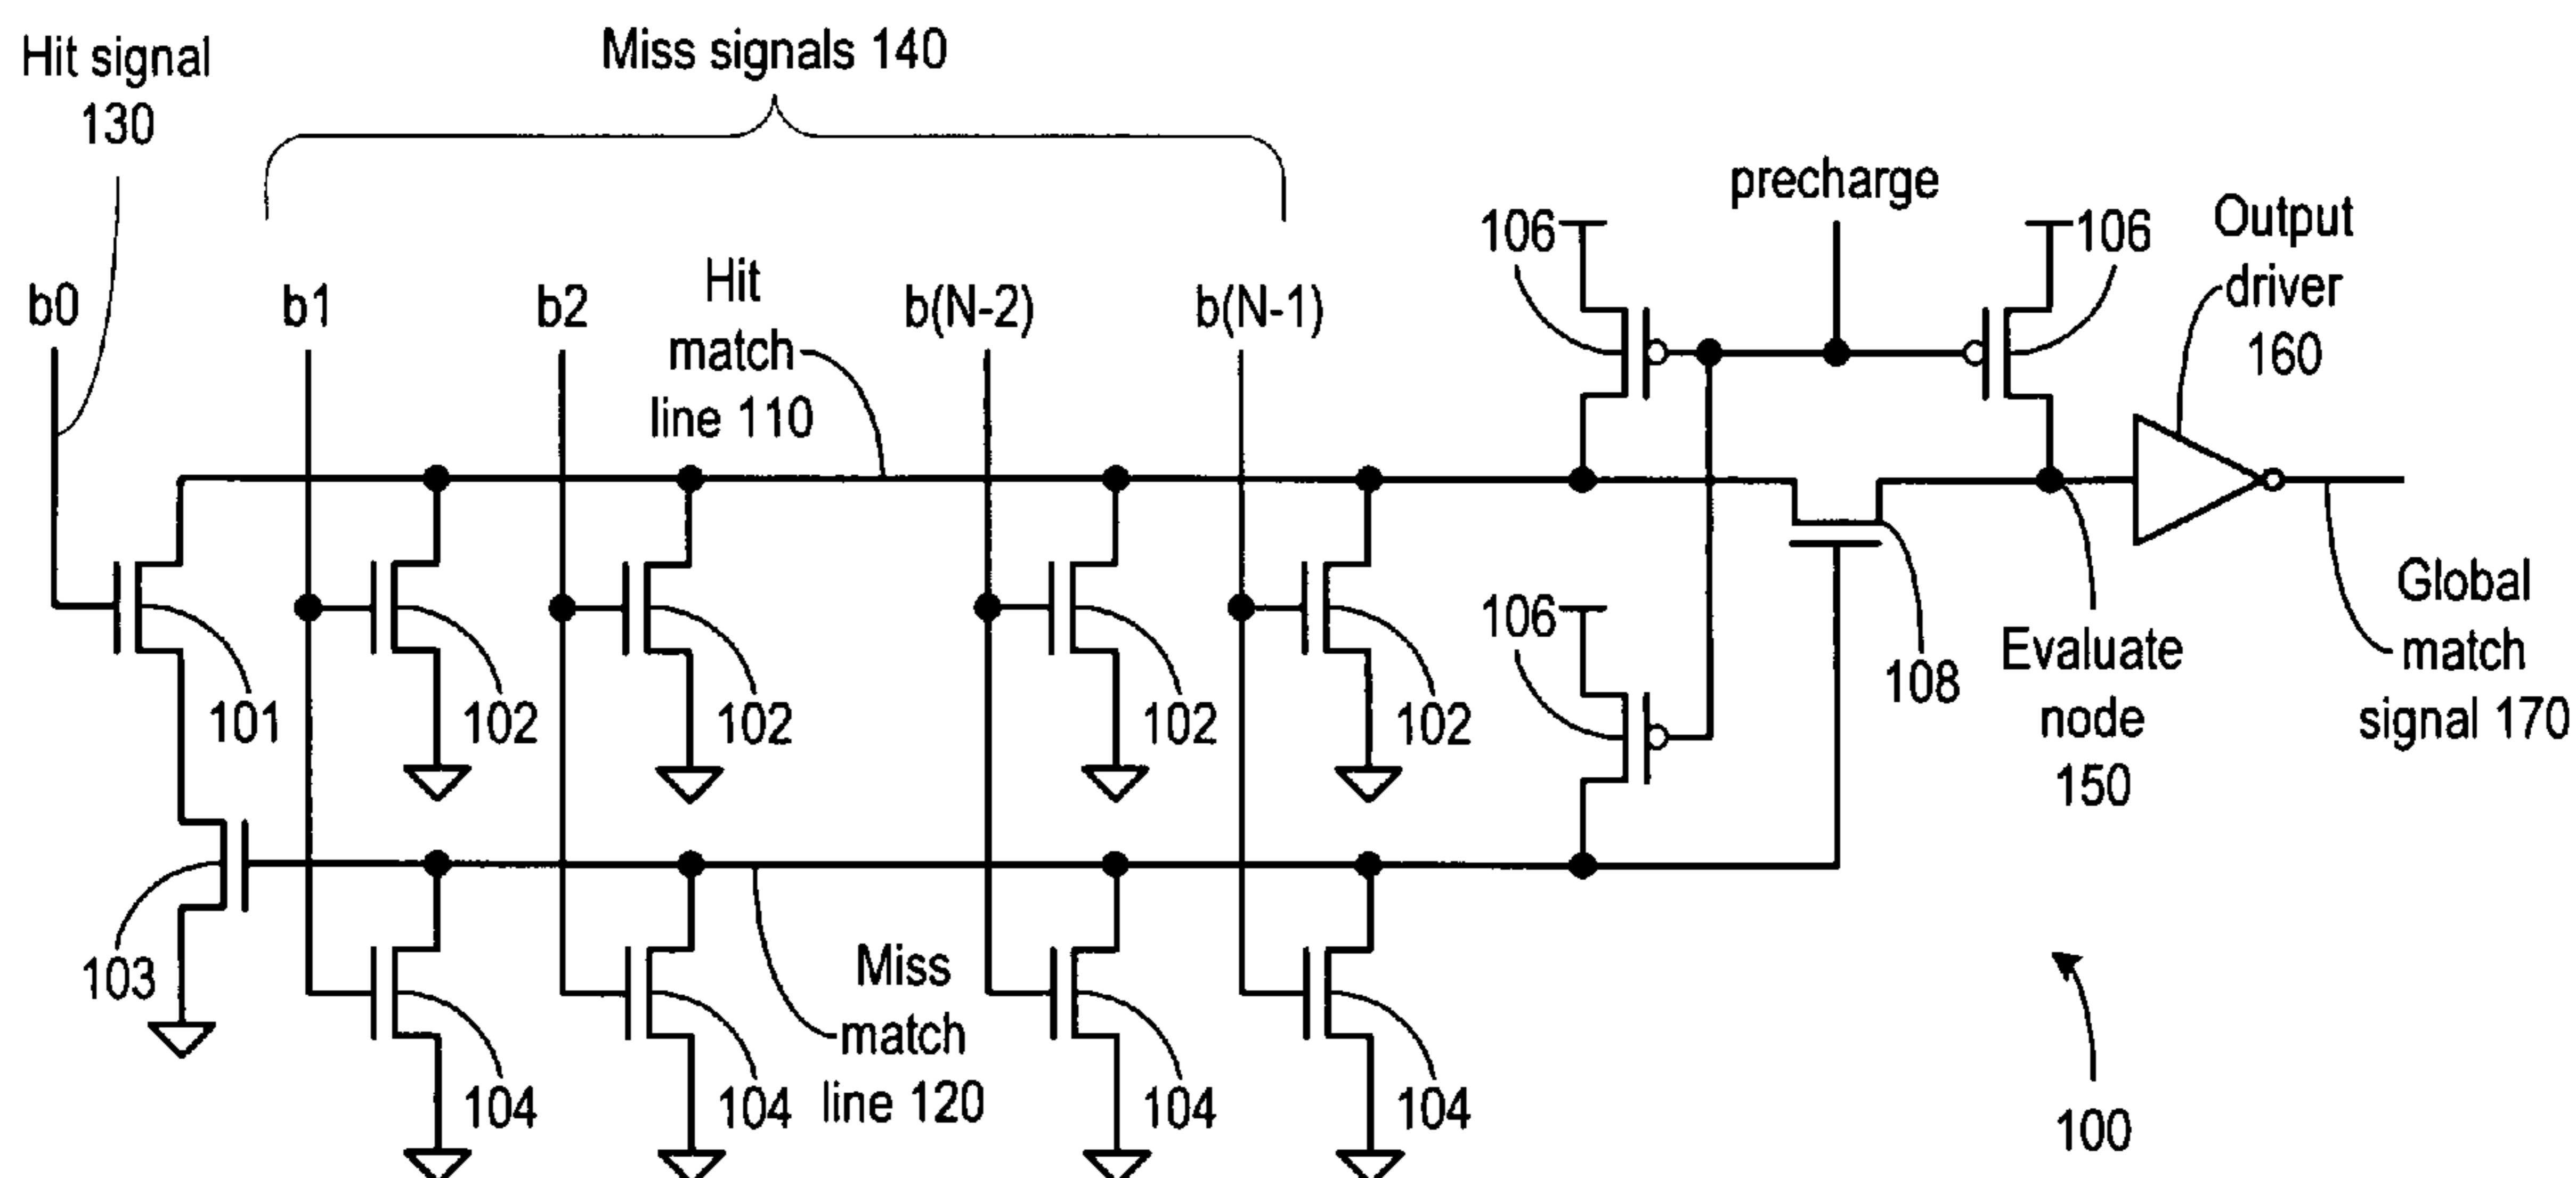 Hit signal
130
Miss signals 140
b0
b1
b2
Hit
match
line 110
b(N-2)
b(N-1)
106
precharge
106
Output
driver
160
101
102
102
102
102
106
108
Evaluate
node
150
Global
match
signal 170
103
104
104
Miss
match
line 120
104
104
100